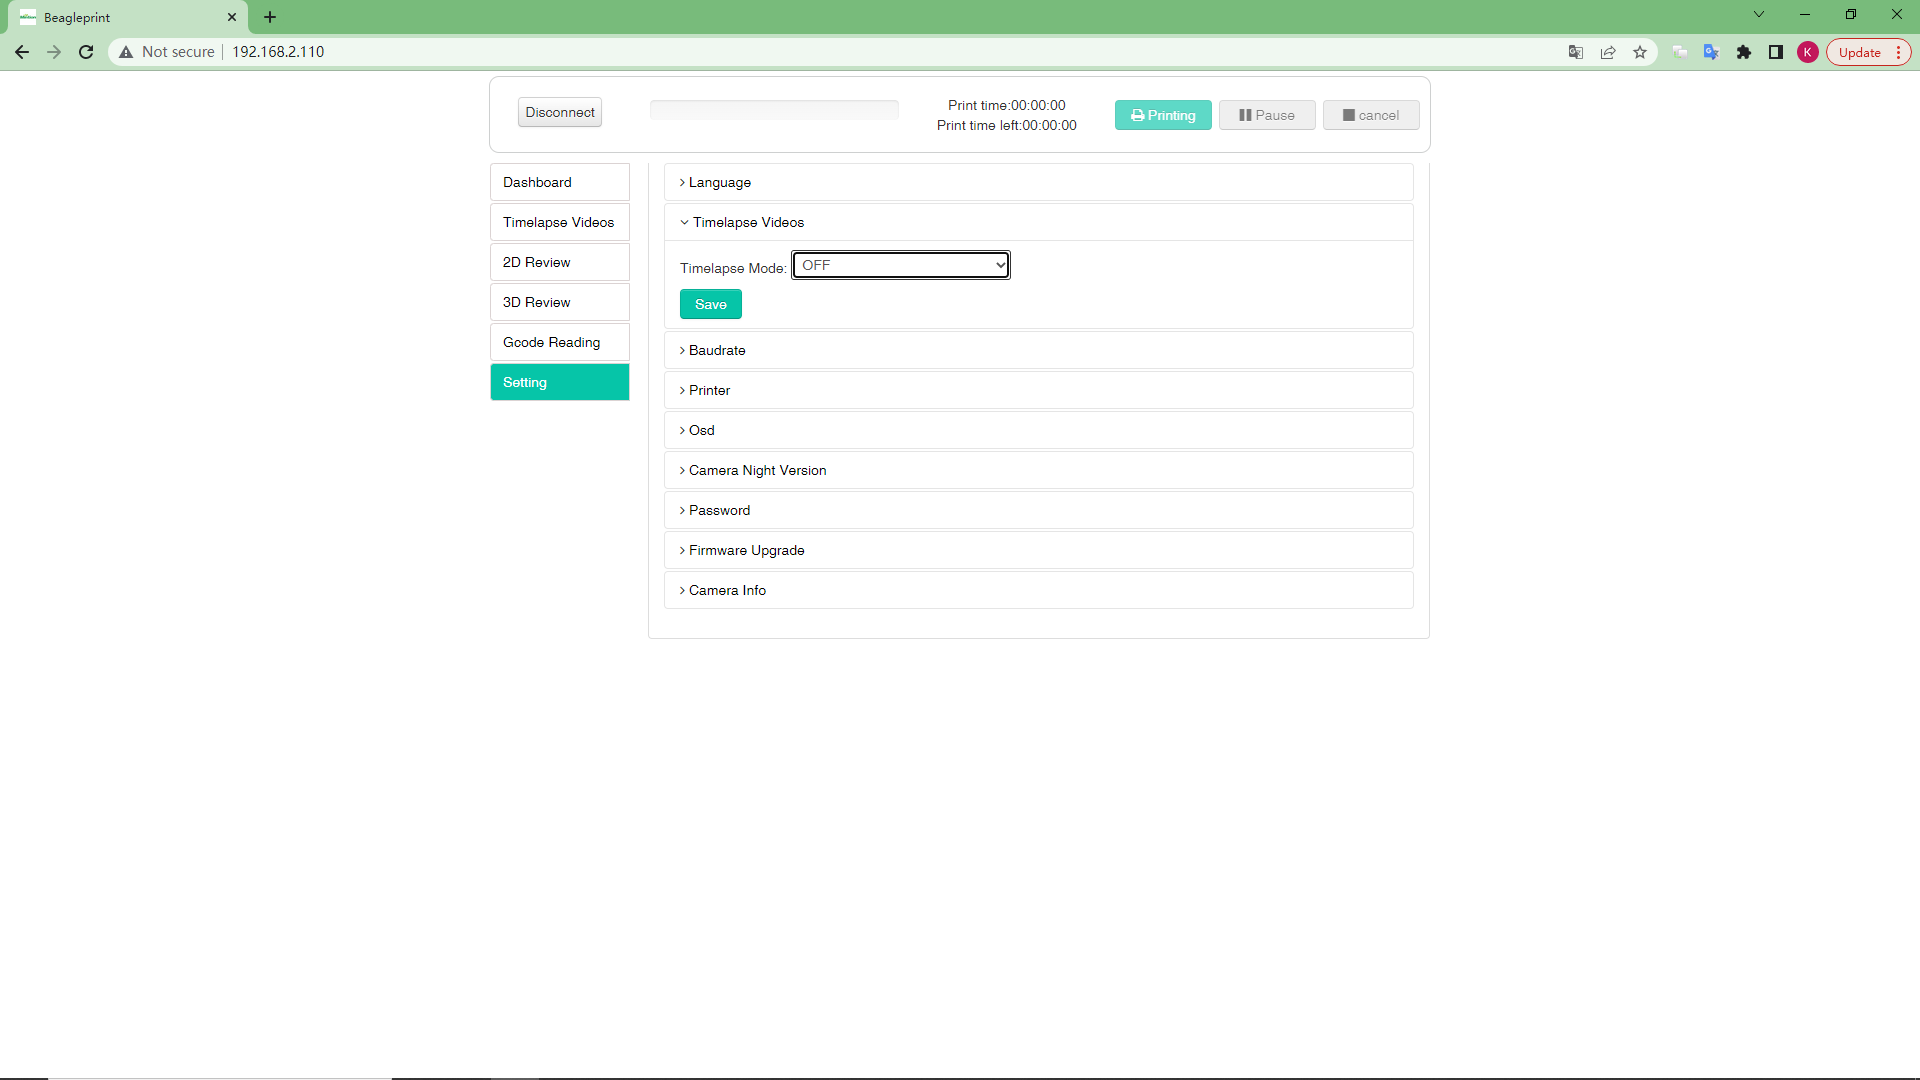 Beagleprint
Not secure
192.168.2.110
K
Update
Disconnect
Print time:00:00:00
Print time left:00:00:00
Printing
Pause
cancel
Dashboard
Timelapse Videos
2D Review
3D Review
Gcode Reading
Setting
Language
Timelapse Videos
Timelapse Mode: OFF
Save
Baudrate
Printer
Osd
Camera Night Version
Password
Firmware Upgrade
Camera Info